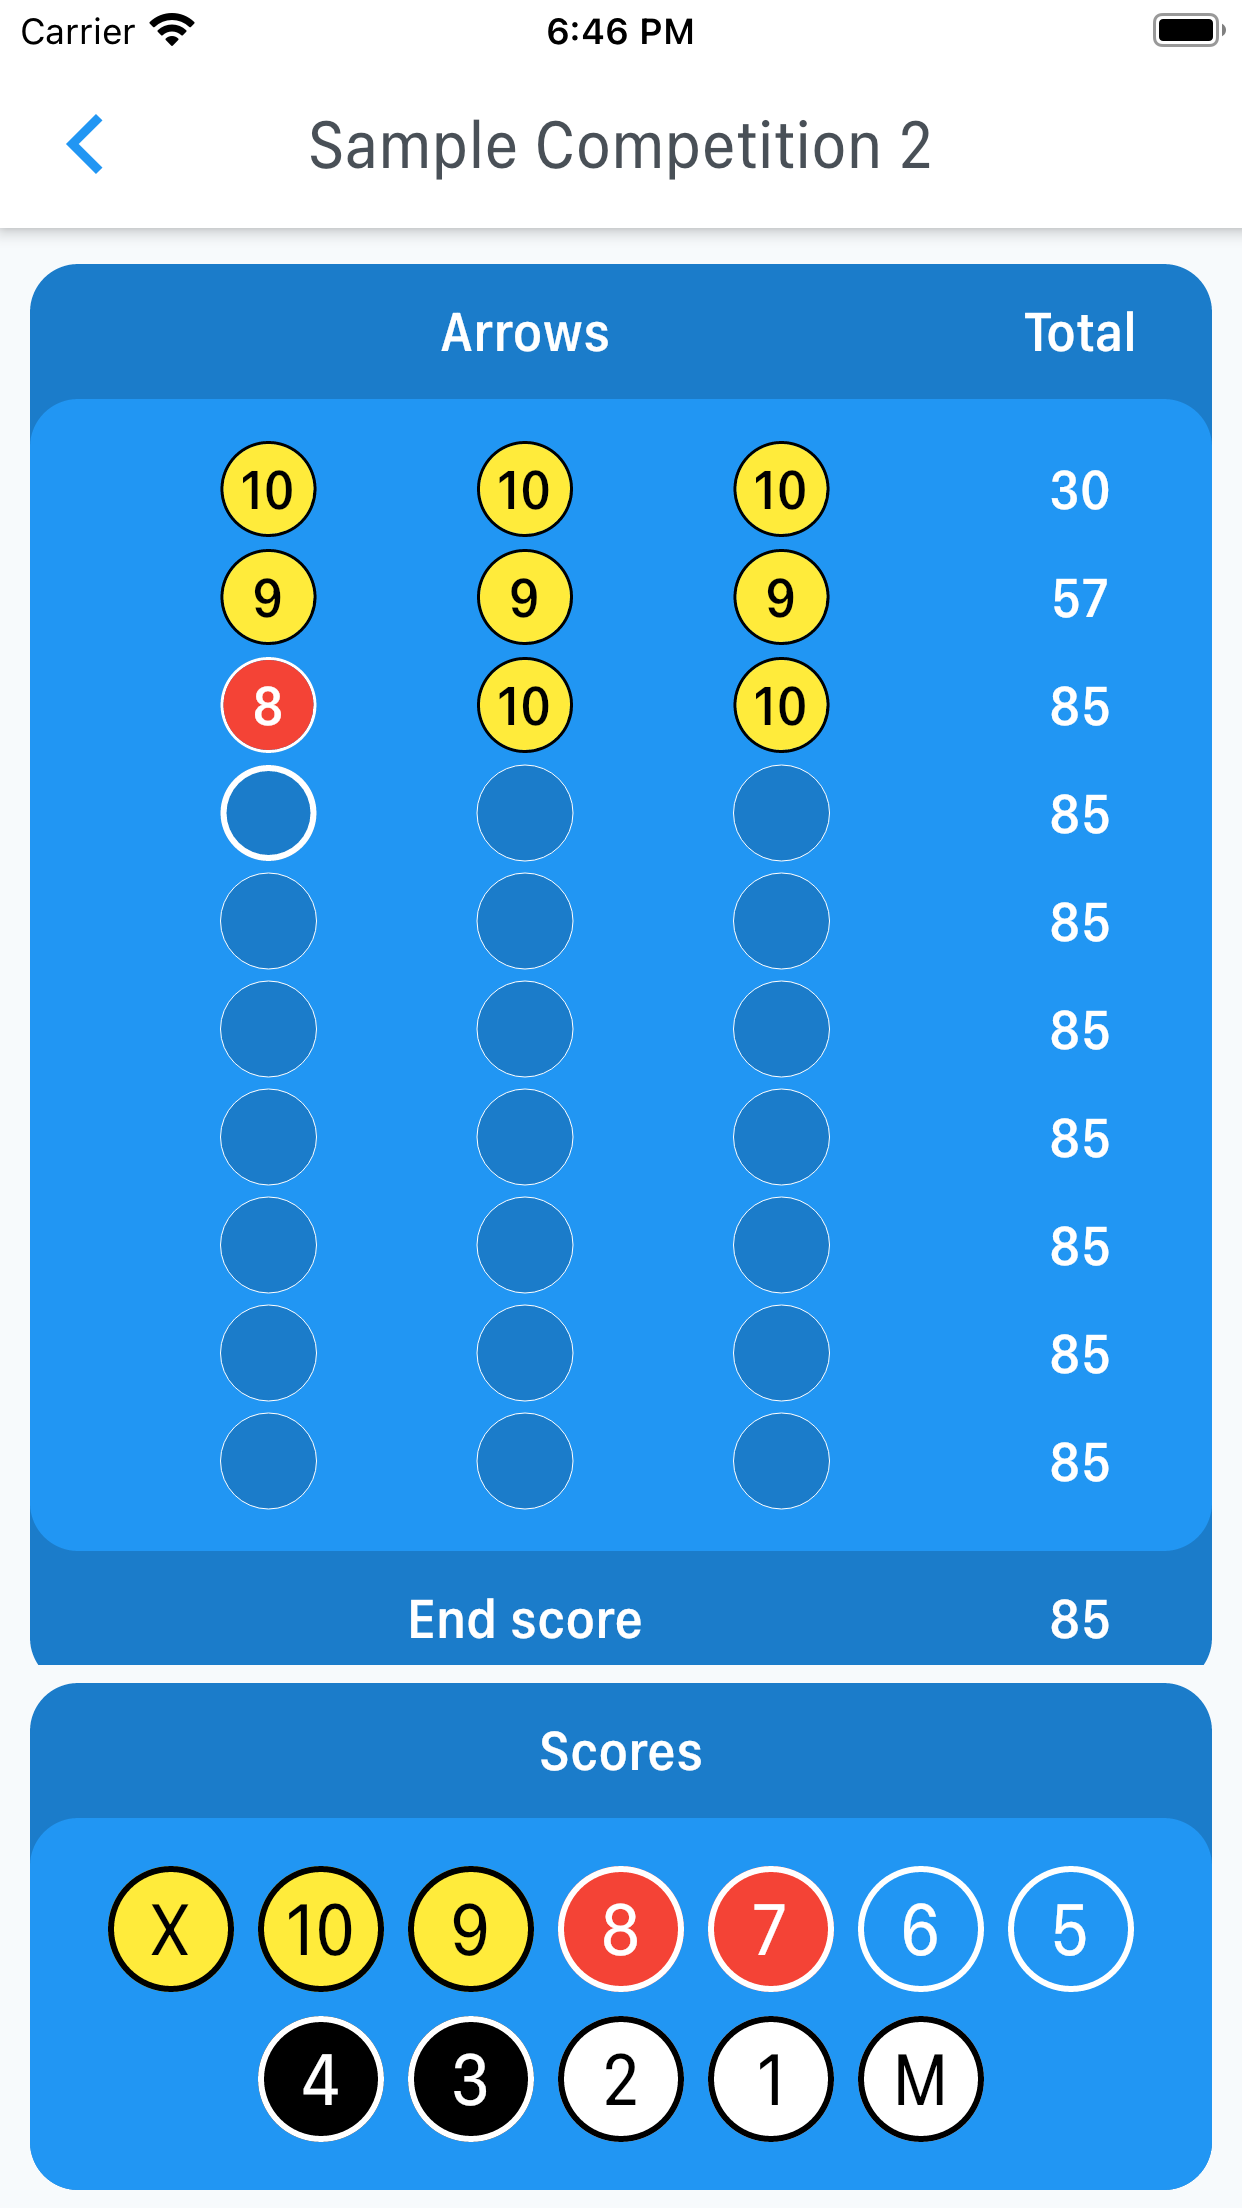 Carrier 6:46 PM
Sample Competition 2
Arrows Total
10 10 10 30
9 9 9 57
8 10 10 85
85
85
85
85
85
85
85
End score 85
Scores
X 10 9 8 7 6 5
4 3 2 1 M